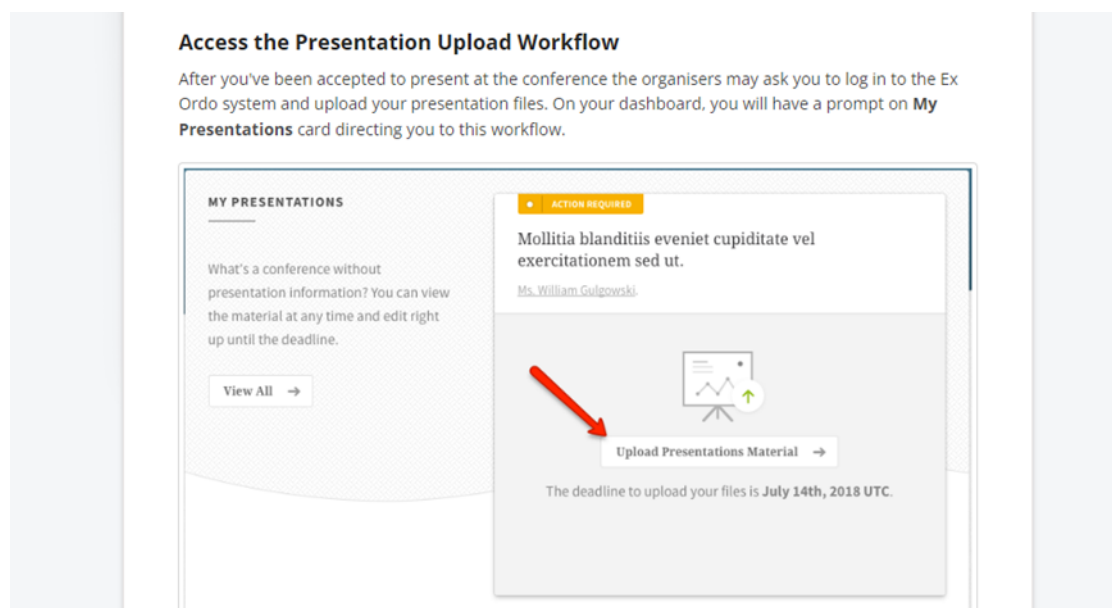 Access the Presentation Upload Workflow
After you've been accepted to present at the conference the organisers may ask you to log in to the Ex
Ordo system and upload your presentation files. On your dashboard, you will have a prompt on My
Presentations card directing you to this workflow.
MY PRESENTATIONS
What's a conference without
presentation information? You can view
the material at any time and edit right
up until the deadline.
View All
ACTION REQUIRED
Mollitia blanditiis eveniet cupiditate vel
exercitationem sed ut.
Ms. William Gulgowski,
Upload Presentations Material
The deadline to upload your files is July 14th, 2018 UTC.